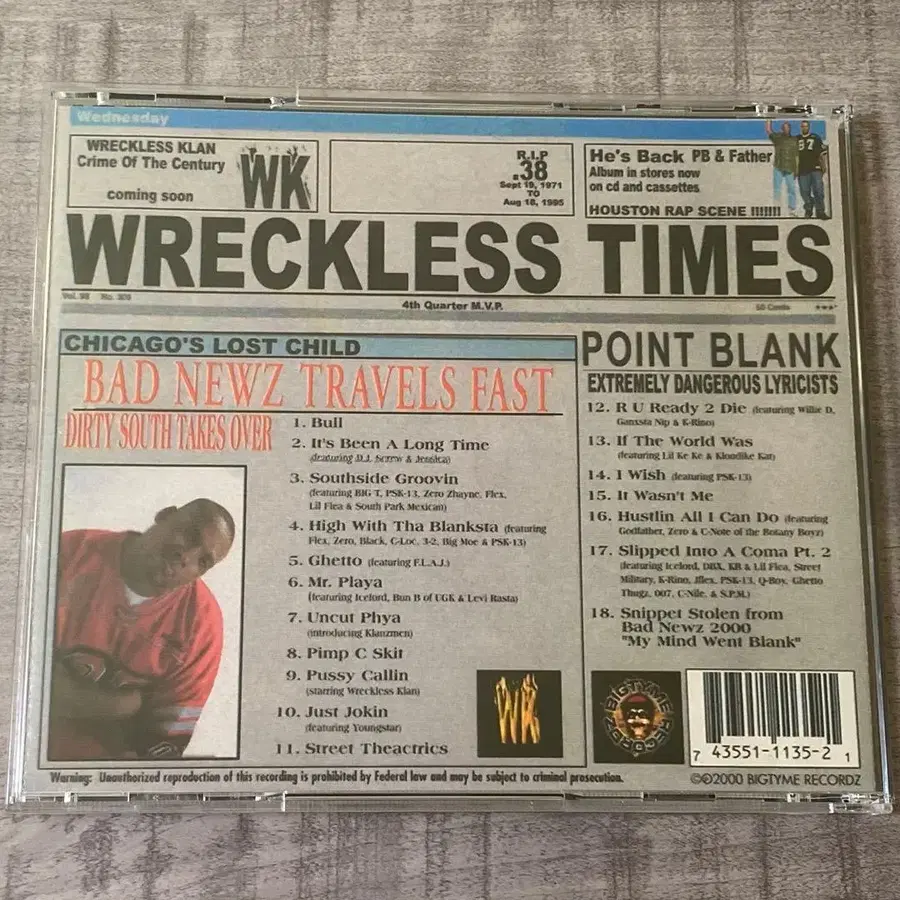 Wednesday
WRECKLESS KLAN
Crime Of The Century
coming soon
WK
R.I.P
.38
Sept 19, 1971
TO
Aug 18, 1995
He's Back PB & Father
Album in stores now
on cd and cassettes
HOUSTON RAP SCENE !!!!!!!
97
WRECKLESS TIMES
Vol. 98 No. 309
4th Quarter M.V.P.
50 Cents ***
CHICAGO'S LOST CHILD
BAD NEWZ TRAVELS FAST
DIRTY SOUTH TAKES OVER
1. Bull
2. It's Been A Long Time
(featuring D.J. Screw & Jessica)
3. Southside Groovin
(featuring BIG T, PSK-13, Zero Zhayne, Flex,
Lil Flea & South Park Mexican)
4. High With Tha Blanksta (featuring
Flex, Zero, Black, C-Loc, 3-2, Big Moe & PSK-13)
5. Ghetto (featuring F.L.A.J.)
6. Mr. Playa
(featuring Icelord, Bun B of UGK & Levi Rasta)
7. Uncut Phya
(introducing Klanzmen)
8. Pimp C Skit
9. Pussy Callin
(starring Wreckless Klan)
10. Just Jokin
(featuring Youngstar)
11. Street Theactrics
WK
POINT BLANK
EXTREMELY DANGEROUS LYRICISTS
12. R U Ready 2 Die (featuring Willie D,
Ganxsta Nip & K-Rino)
13. If The World Was
(featuring Lil Ke Ke & Klondike Kat)
14. I Wish (featuring PSK-13)
15. It Wasn't Me
16. Hustlin All I Can Do (featuring
Godfather, Zero & C-Note of the Botany Boyz)
17. Slipped Into A Coma Pt. 2
(featuring Icelord, DBX, KB & Lil Flea, Street
Military, K-Rino, Jflex, PSK-13, Q-Boy, Ghetto
Thugz, 007, C-Nile, & S.P.M.)
18. Snippet Stolen from
Bad Newz 2000
"My Mind Went Blank"
BIGTYME RECORDZ
7 43551-1135-2 1
Warning: Unauthorized reproduction of this recording is prohibited by Federal law and may be subject to criminal prosecution.
©℗2000 BIGTYME RECORDZ